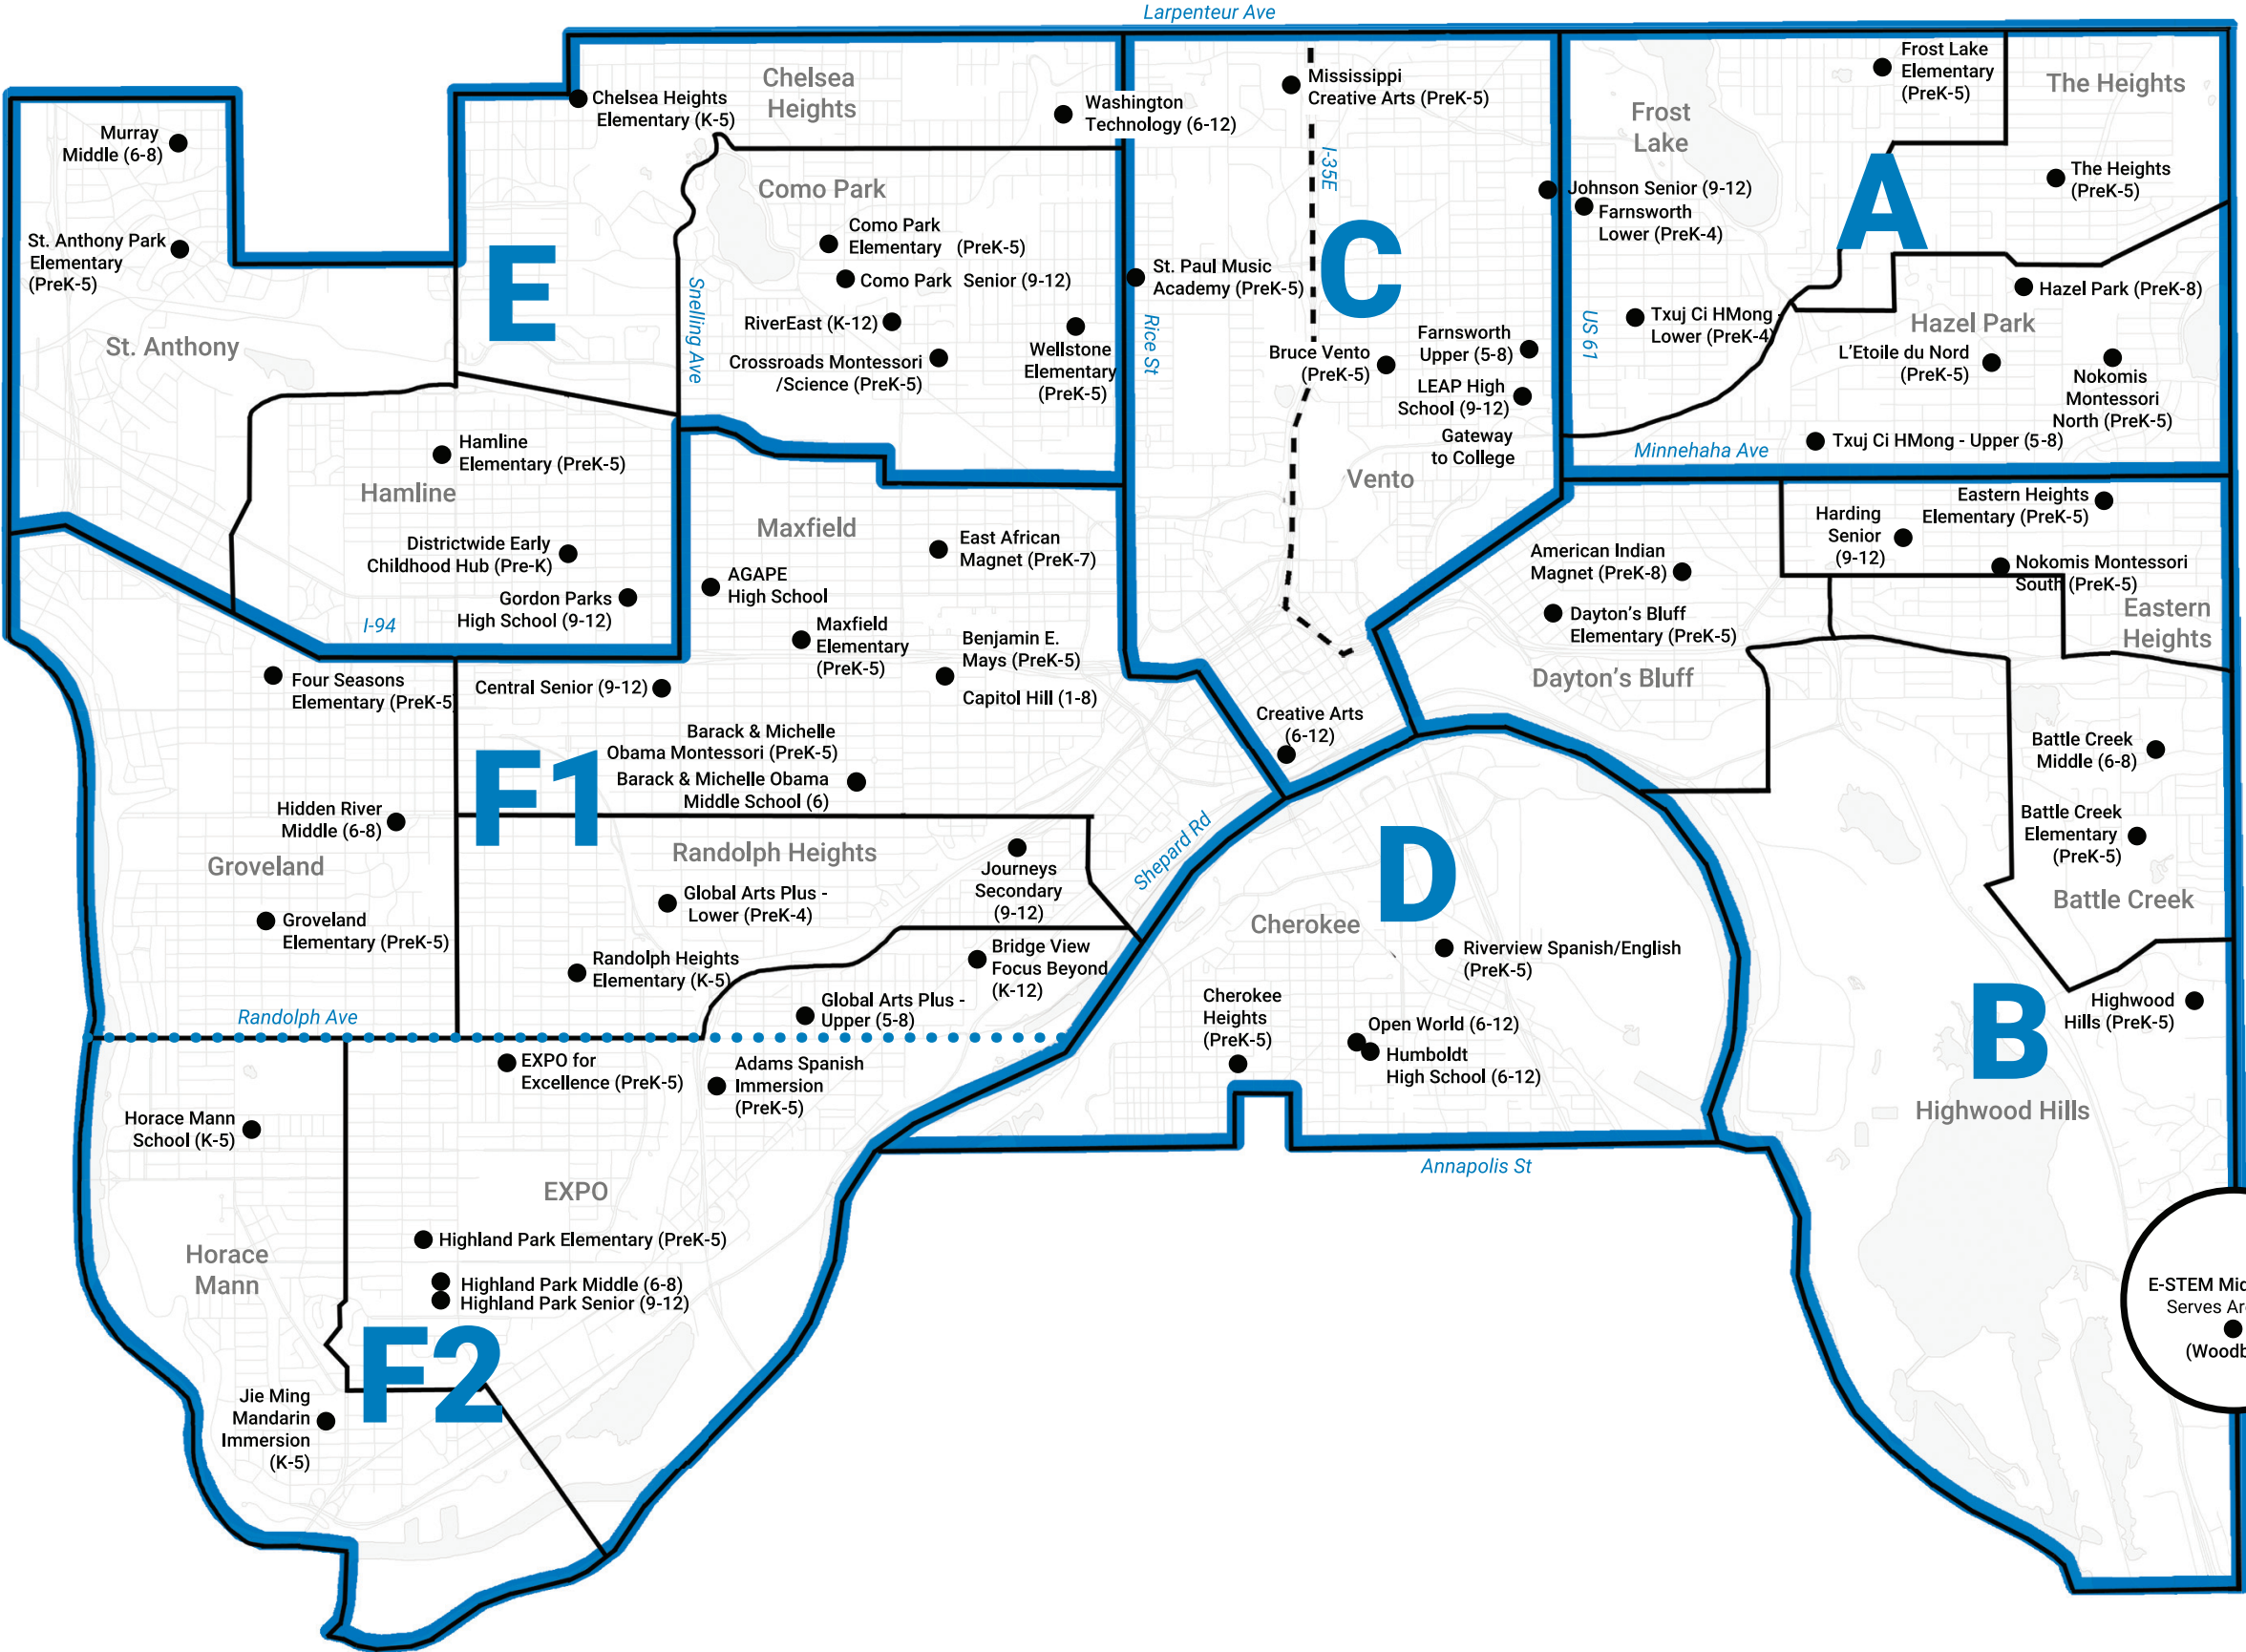 Larpenteur Ave
Murray
Middle (6-8)
St. Anthony Park
Elementary
(PreK-5)
St. Anthony
Chelsea Heights
Elementary (K-5)
Chelsea
Heights
Washington
Technology (6-12)
E
Como Park
Como Park
Elementary (PreK-5)
Como Park Senior (9-12)
RiverEast (K-12)
Crossroads Montessori
/Science (PreK-5)
Wellstone
Elementary
(PreK-5)
Snelling Ave
Hamline
Elementary (PreK-5)
Hamline
Districtwide Early
Childhood Hub (Pre-K)
Gordon Parks
High School (9-12)
I-94
Mississippi
Creative Arts (PreK-5)
I-35E
C
St. Paul Music
Academy (PreK-5)
Rice St
Bruce Vento
(PreK-5)
Farnsworth
Upper (5-8)
LEAP High
School (9-12)
Gateway
to College
Vento
Creative Arts
(6-12)
Johnson Senior (9-12)
Farnsworth
Lower (PreK-4)
US 61
Frost
Lake
Frost Lake
Elementary
(PreK-5)
The Heights
The Heights
(PreK-5)
A
Txuj Ci HMong -
Lower (PreK-4)
Hazel Park (PreK-8)
Hazel Park
L'Etoile du Nord
(PreK-5)
Nokomis
Montessori
North (PreK-5)
Txuj Ci HMong - Upper (5-8)
Minnehaha Ave
Eastern Heights
Elementary (PreK-5)
Harding
Senior
(9-12)
Nokomis Montessori
South (PreK-5)
Eastern
Heights
American Indian
Magnet (PreK-8)
Dayton's Bluff
Elementary (PreK-5)
Dayton's Bluff
Battle Creek
Middle (6-8)
Battle Creek
Elementary
(PreK-5)
Battle Creek
B
Highwood
Hills (PreK-5)
Highwood Hills
E-STEM Mid
Serves Ar
(Woodb
Maxfield
East African
Magnet (PreK-7)
AGAPE
High School
Maxfield
Elementary
(PreK-5)
Benjamin E.
Mays (PreK-5)
Capitol Hill (1-8)
Central Senior (9-12)
Barack & Michelle
Obama Montessori (PreK-5)
Barack & Michelle Obama
Middle School (6)
F1
Four Seasons
Elementary (PreK-5)
Hidden River
Middle (6-8)
Groveland
Groveland
Elementary (PreK-5)
Randolph Heights
Journeys
Secondary
(9-12)
Global Arts Plus -
Lower (PreK-4)
Randolph Heights
Elementary (K-5)
Bridge View
Focus Beyond
(K-12)
Global Arts Plus -
Upper (5-8)
Randolph Ave
Shepard Rd
D
Cherokee
Riverview Spanish/English
(PreK-5)
Cherokee
Heights
(PreK-5)
Open World (6-12)
Humboldt
High School (6-12)
Annapolis St
EXPO for
Excellence (PreK-5)
Adams Spanish
Immersion
(PreK-5)
Horace Mann
School (K-5)
EXPO
Highland Park Elementary (PreK-5)
Highland Park Middle (6-8)
Highland Park Senior (9-12)
Horace
Mann
F2
Jie Ming
Mandarin
Immersion
(K-5)